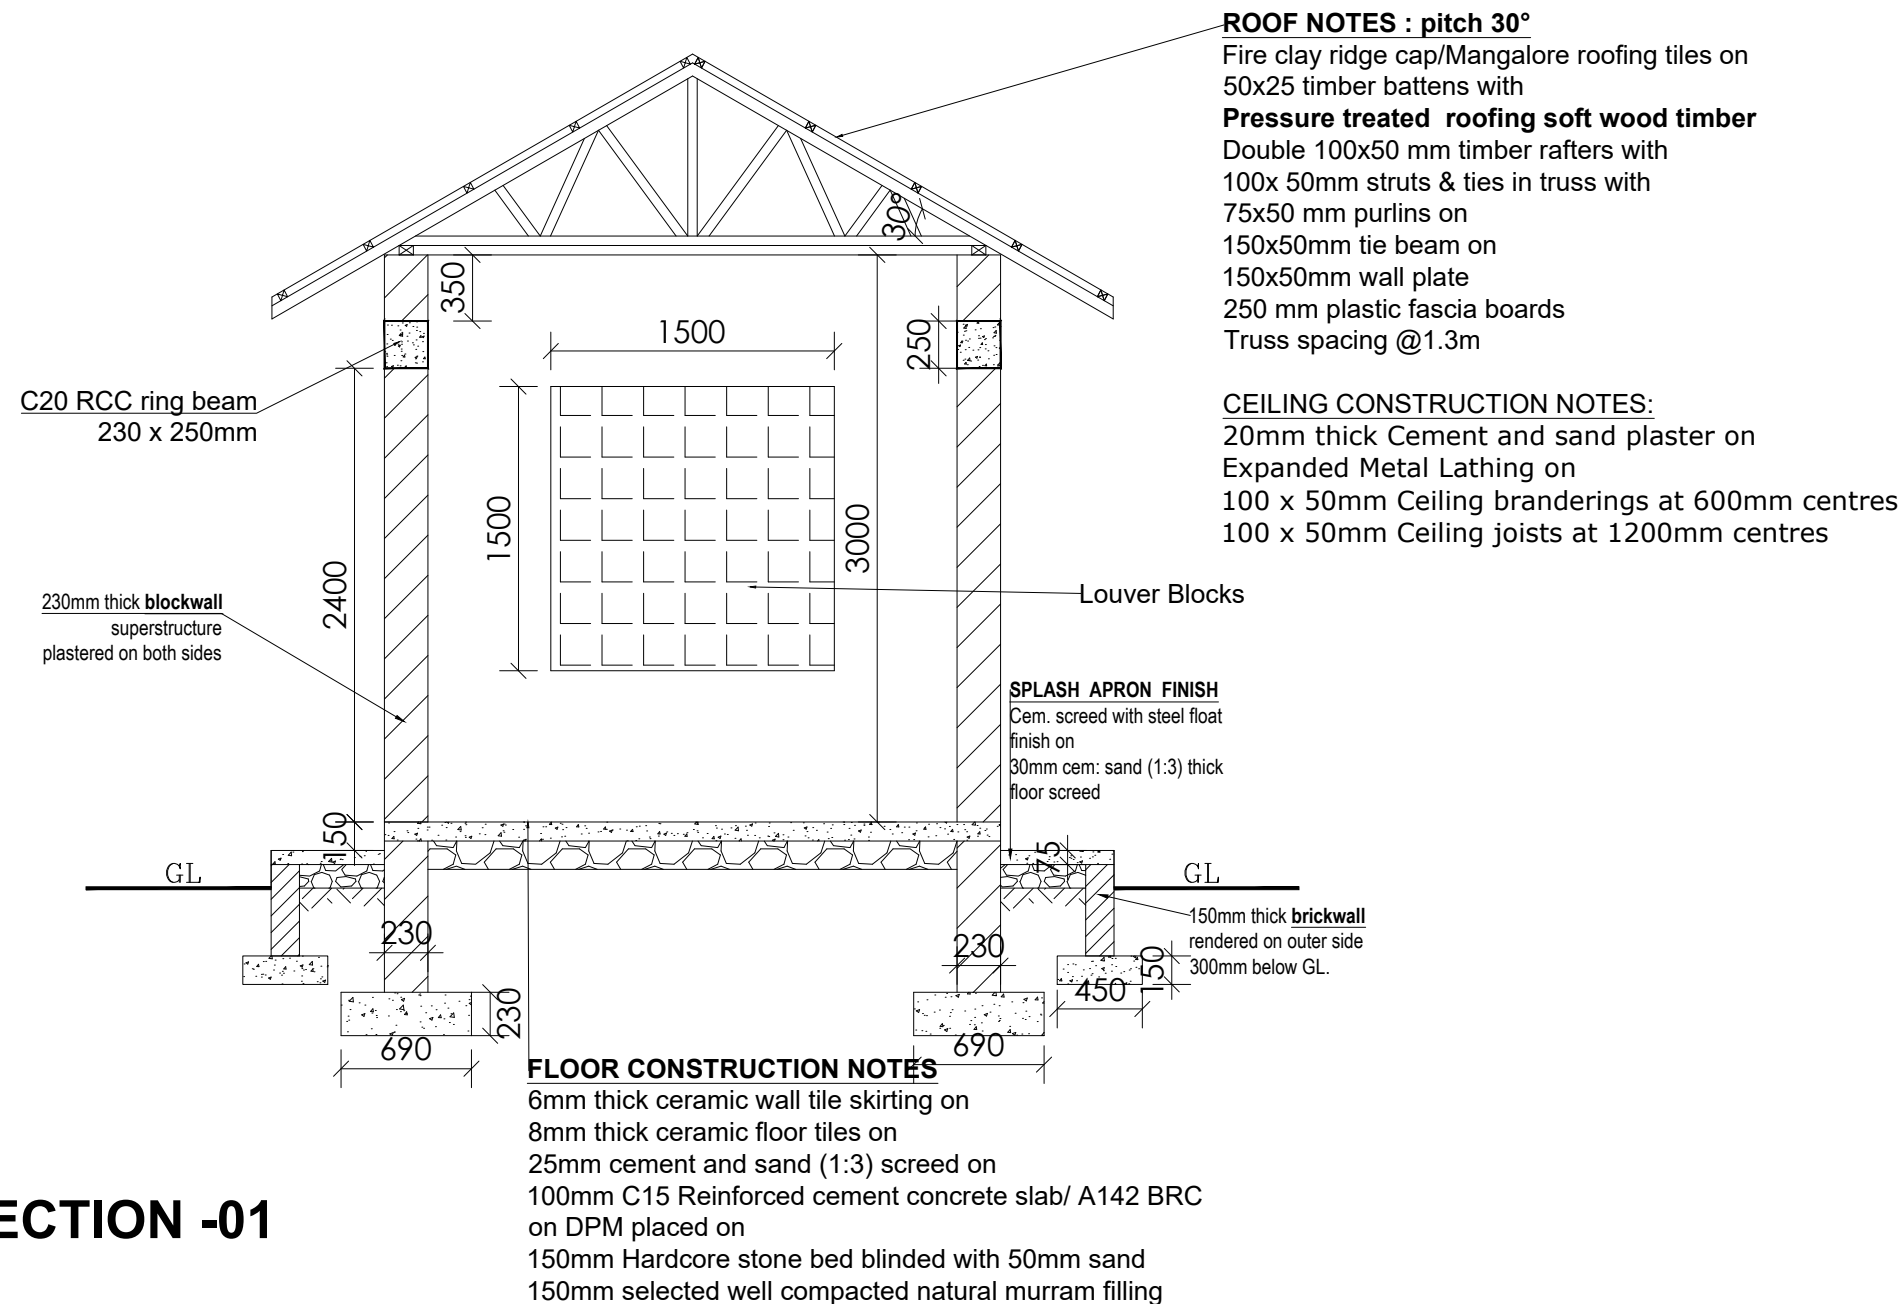 ROOF NOTES : pitch 30°
Fire clay ridge cap/Mangalore roofing tiles on
50x25 timber battens with
Pressure treated  roofing soft wood timber
Double 100x50 mm timber rafters with
100x 50mm struts & ties in truss with
75x50 mm purlins on
150x50mm tie beam on
150x50mm wall plate
250 mm plastic fascia boards
Truss spacing @1.3m
CEILING CONSTRUCTION NOTES:
20mm thick Cement and sand plaster on
Expanded Metal Lathing on
100 x 50mm Ceiling branderings at 600mm centres
100 x 50mm Ceiling joists at 1200mm centres
30°
350
1500
250
C20 RCC ring beam
230 x 250mm
1500
3000
2400
Louver Blocks
230mm thick blockwall
superstructure
plastered on both sides
SPLASH  APRON  FINISH
Cem. screed with steel float
finish on
30mm cem: sand (1:3) thick
floor screed
150
75
GL
GL
150mm thick brickwall
rendered on outer side
300mm below GL.
230
230
150
450
230
690
690
FLOOR CONSTRUCTION NOTES
6mm thick ceramic wall tile skirting on
8mm thick ceramic floor tiles on
25mm cement and sand (1:3) screed on
100mm C15 Reinforced cement concrete slab/ A142 BRC
on DPM placed on
150mm Hardcore stone bed blinded with 50mm sand
150mm selected well compacted natural murram filling
ECTION -01